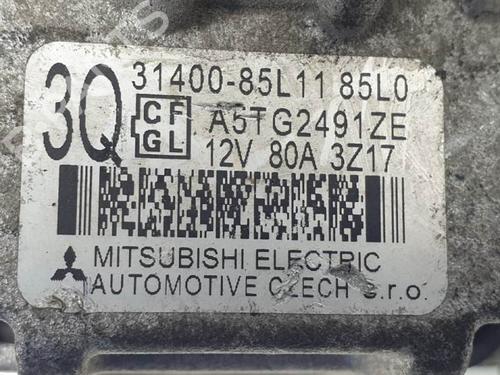 3Q
31400-85L11 85L0
CF
GL
A5TG2491ZE
12V 80A 3Z17
MITSUBISHI ELECTRIC
AUTOMOTIVE CZECH s.r.o.